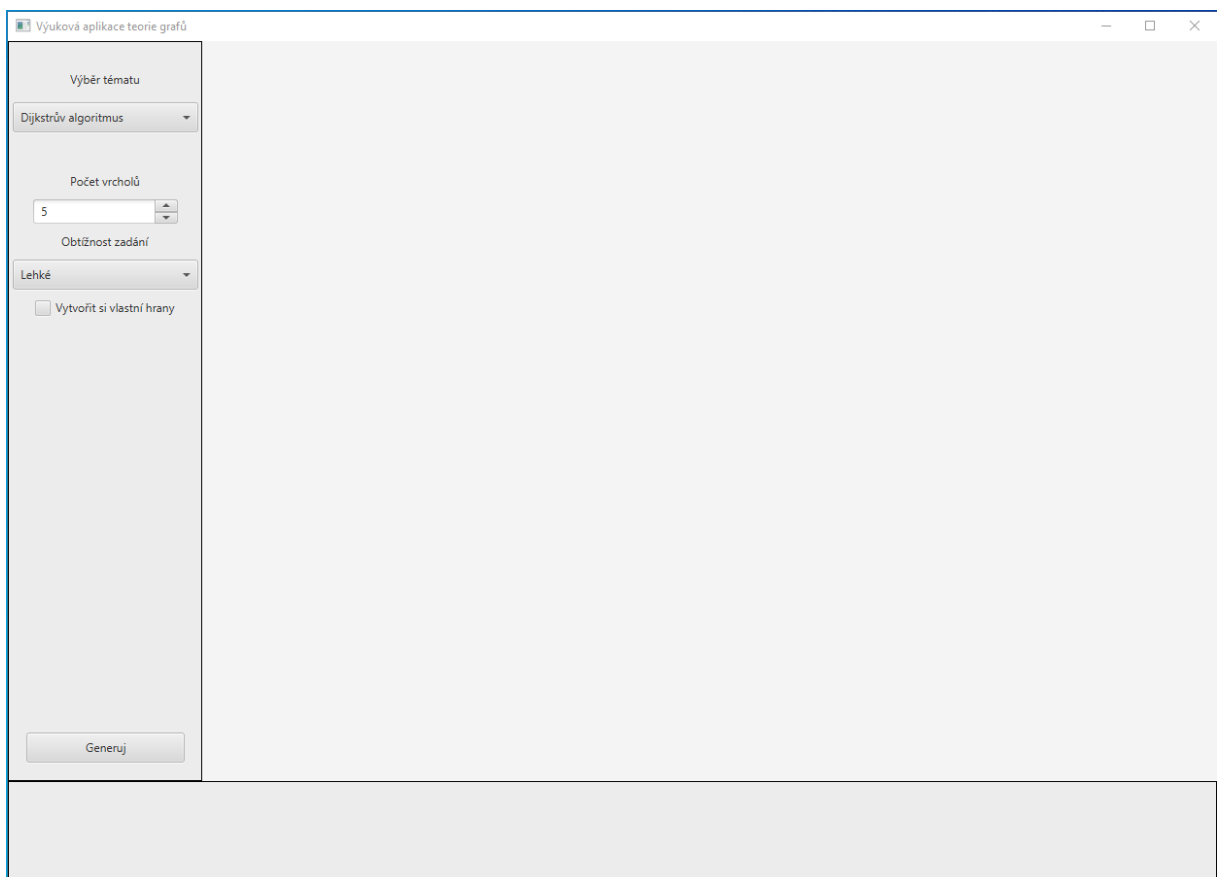 Výuková aplikace teorie grafů
Výběr tématu
Dijkstrův algoritmus
Počet vrcholů
5
Obtížnost zadání
Lehké
Vytvořit si vlastní hrany
Generuj